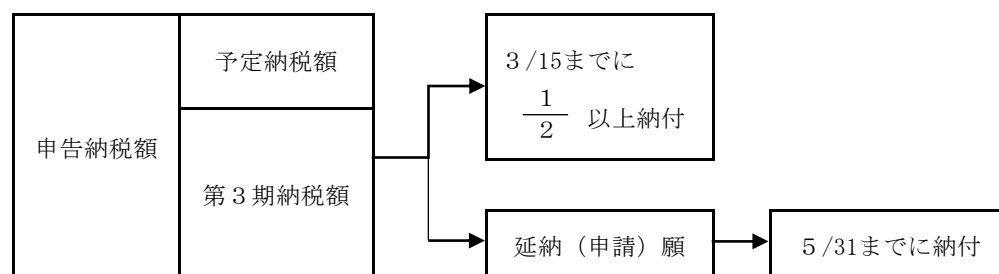 予定納税額
申告納税額
第3期納税額
3/15までに
1
2
以上納付
延納(申請)願
5/31までに納付